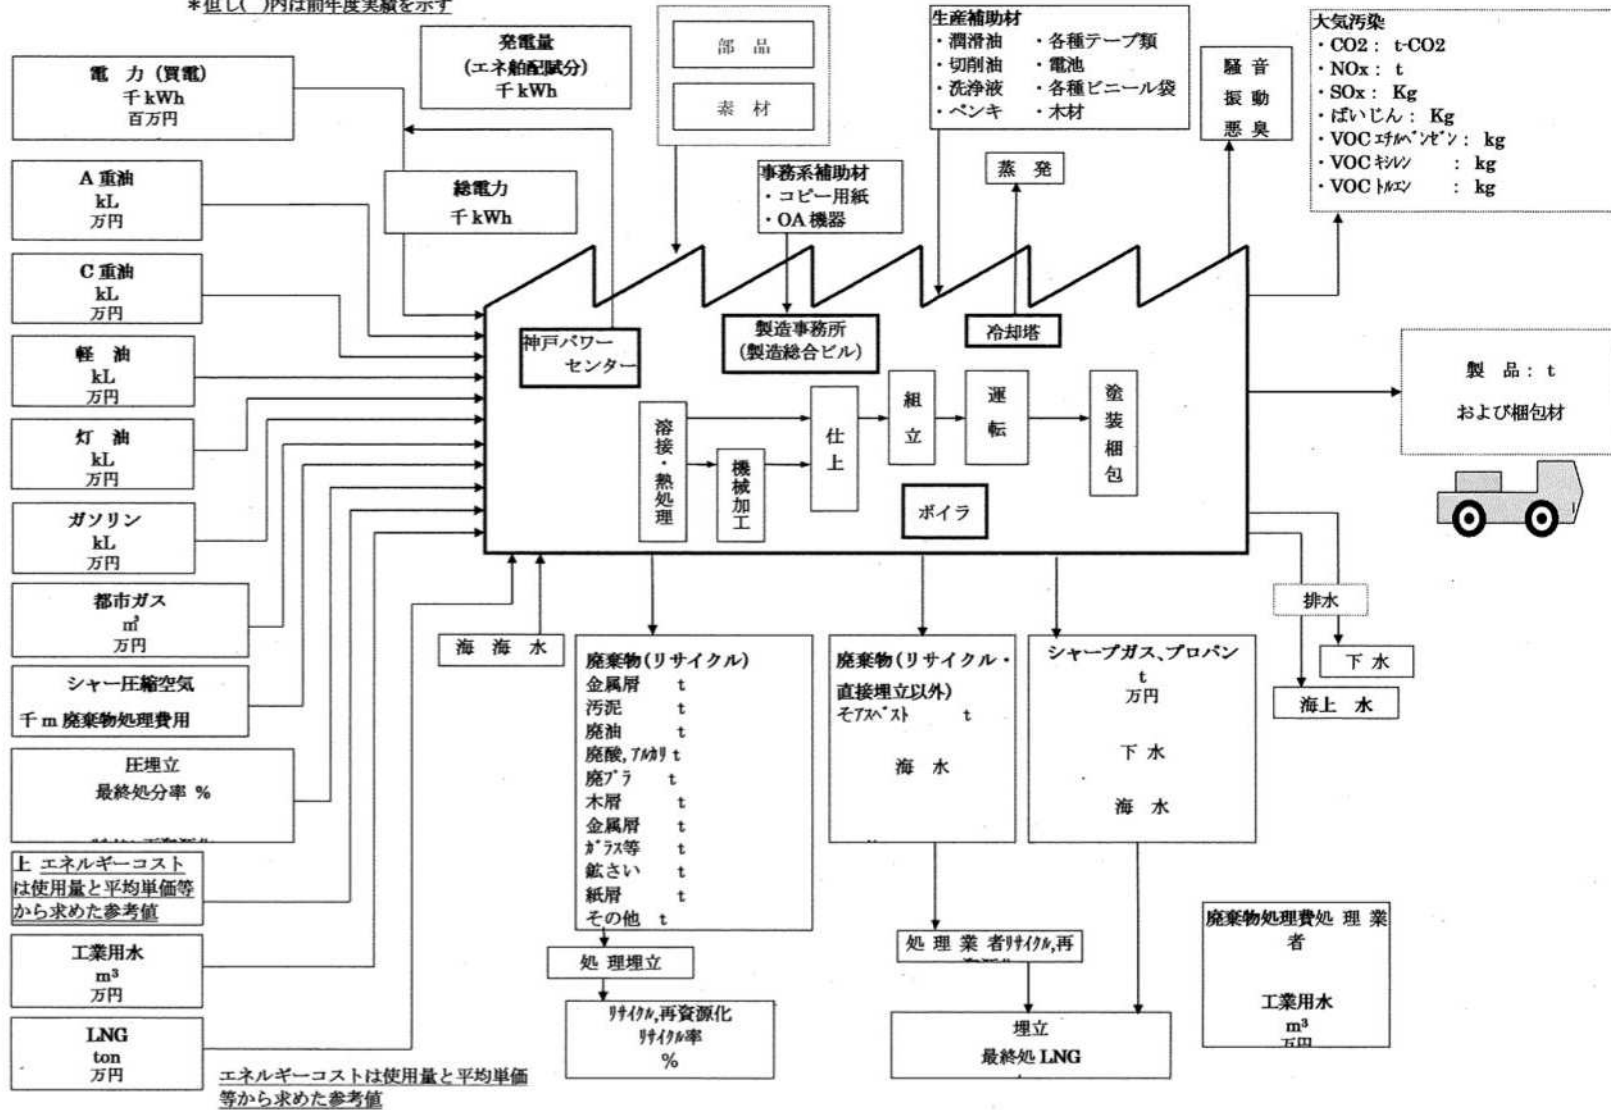 *但し( )内は前年度実績を示す
電 力 (買電)
千kWh
百万円
発電量
(エネ舶配賦分)
千kWh
総電力
千kWh
部 品
素 材
事務系補助材
・コピー用紙
・OA機器
生産補助材
・潤滑油 ・各種テープ類
・切削油 ・電池
・洗浄液 ・各種ビニール袋
・ペンキ ・木材
蒸 発
騒 音
振 動
悪 臭
大気汚染
・CO2: t-CO2
・NOx: t
・SOx: Kg
・ばいじん: Kg
・VOC ｴﾁﾙﾍﾞﾝｾﾞﾝ: kg
・VOC ｷｼﾚﾝ : kg
・VOC ﾄﾙｴﾝ : kg
A 重油
kL
万円
C 重油
kL
万円
軽 油
kL
万円
灯 油
kL
万円
ガソリン
kL
万円
都市ガス
㎥
万円
シャー圧縮空気
千m廃棄物処理費用
圧埋立
最終処分率 %
上 エネルギーコスト
は使用量と平均単価等
から求めた参考値
工業用水
m³
万円
LNG
ton
万円
エネルギーコストは使用量と平均単価
等から求めた参考値
神戸パワー
センター
製造事務所
(製造総合ビル)
冷却塔
溶接・熱処理
機械加工
仕上
組立
運転
塗装梱包
ボイラ
製 品: t
および梱包材
海 海 水
廃棄物(リサイクル)
金属層 t
汚泥 t
廃油 t
廃酸,ｱﾙｶﾘ t
廃ﾌﾟﾗ t
木層 t
金属層 t
ｶﾞﾗｽ等 t
鉱さい t
紙層 t
その他 t
処 理埋立
ﾘｻｲｸﾙ,再資源化
ﾘｻｲｸﾙ率
%
廃棄物(リサイクル・
直接埋立以外)
そｱｽﾍﾞｽﾄ t
海 水
処 理 業 者ﾘｻｲｸﾙ,再
シャープガス、プロバン
t
万円
下 水
海 水
埋立
最終処 LNG
排水
下 水
海上 水
廃棄物処理費処 理 業
者
工業用水
m³
万円